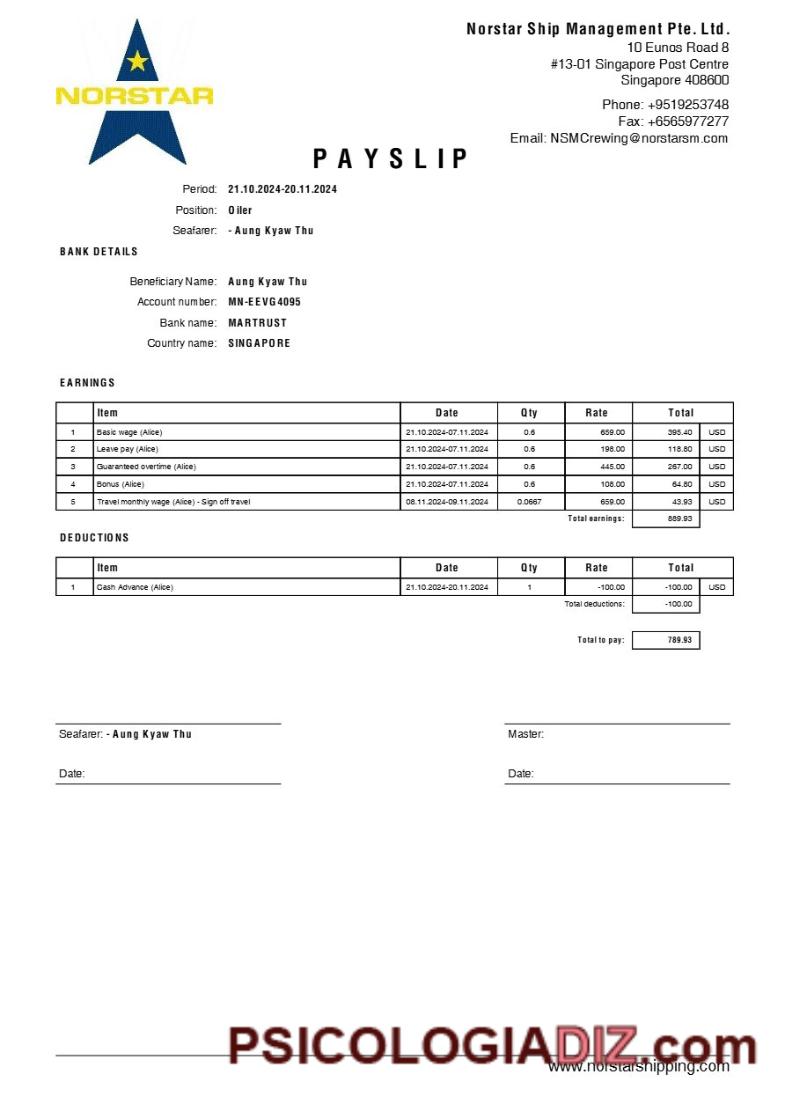 Norstar Ship Management Pte. Ltd.
10 Eunos Road 8
#13-01 Singapore Post Centre
Singapore 408600
NORSTAR
Phone: +9519253748
Fax: +6565977277
Email: NSMCrewing@norstarsm.com
PAYSLIP
Period: 21.10.2024-20.11.2024
Position: Oiler
Seafarer: - Aung Kyaw Thu
BANK DETAILS
Beneficiary Name: Aung Kyaw Thu
Account number: MN-EEVG4095
Bank name: MARTRUST
Country name: SINGAPORE
EARNINGS
Item Date Qty Rate Total
1 Basic wage (Alice) 21.10.2024-07.11.2024 0.6 659.00 395.40 USD
2 Leave pay (Alice) 21.10.2024-07.11.2024 0.6 198.00 118.80 USD
3 Guaranteed overtime (Alice) 21.10.2024-07.11.2024 0.6 445.00 267.00 USD
4 Bonus (Alice) 21.10.2024-07.11.2024 0.6 108.00 64.80 USD
5 Travel monthly wage (Alice) - Sign off travel 08.11.2024-09.11.2024 0.0667 659.00 43.93 USD
Total earnings: 889.93
DEDUCTIONS
Item Date Qty Rate Total
1 Cash Advance (Alice) 21.10.2024-20.11.2024 1 -100.00 -100.00 USD
Total deductions: -100.00
Total to pay: 789.93
Seafarer: - Aung Kyaw Thu Master:
Date: Date:
PSICOLOGIADIZ.com
www.norstarshipping.com